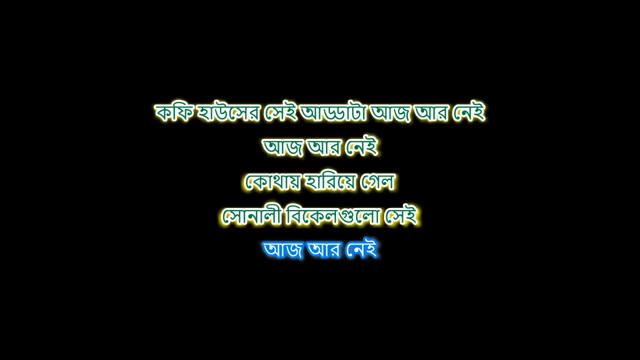 কফি হাউসের সেই আড্ডাটা আজ আর নেই
আজ আর নেই
কোথায় হারিয়ে গেল
সোনালী বিকেলগুলো সেই
আজ আর নেই